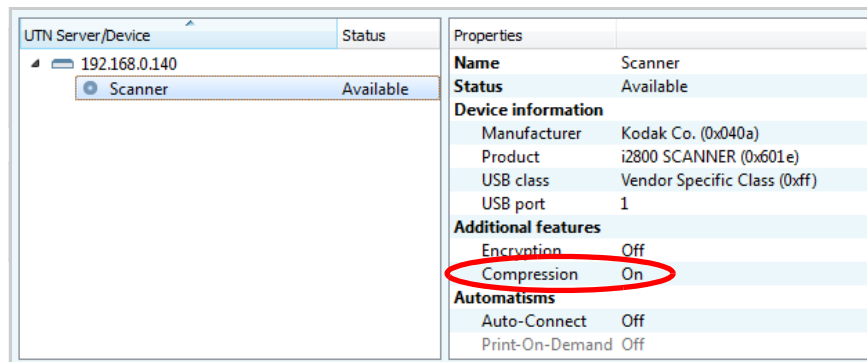 UTN Server/Device Status
192.168.0.140
Scanner Available
Properties
Name Scanner
Status Available
Device information
Manufacturer Kodak Co. (0x040a)
Product i2800 SCANNER (0x601e)
USB class Vendor Specific Class (0xff)
USB port 1
Additional features
Encryption Off
Compression On
Automatisms
Auto-Connect Off
Print-On-Demand Off